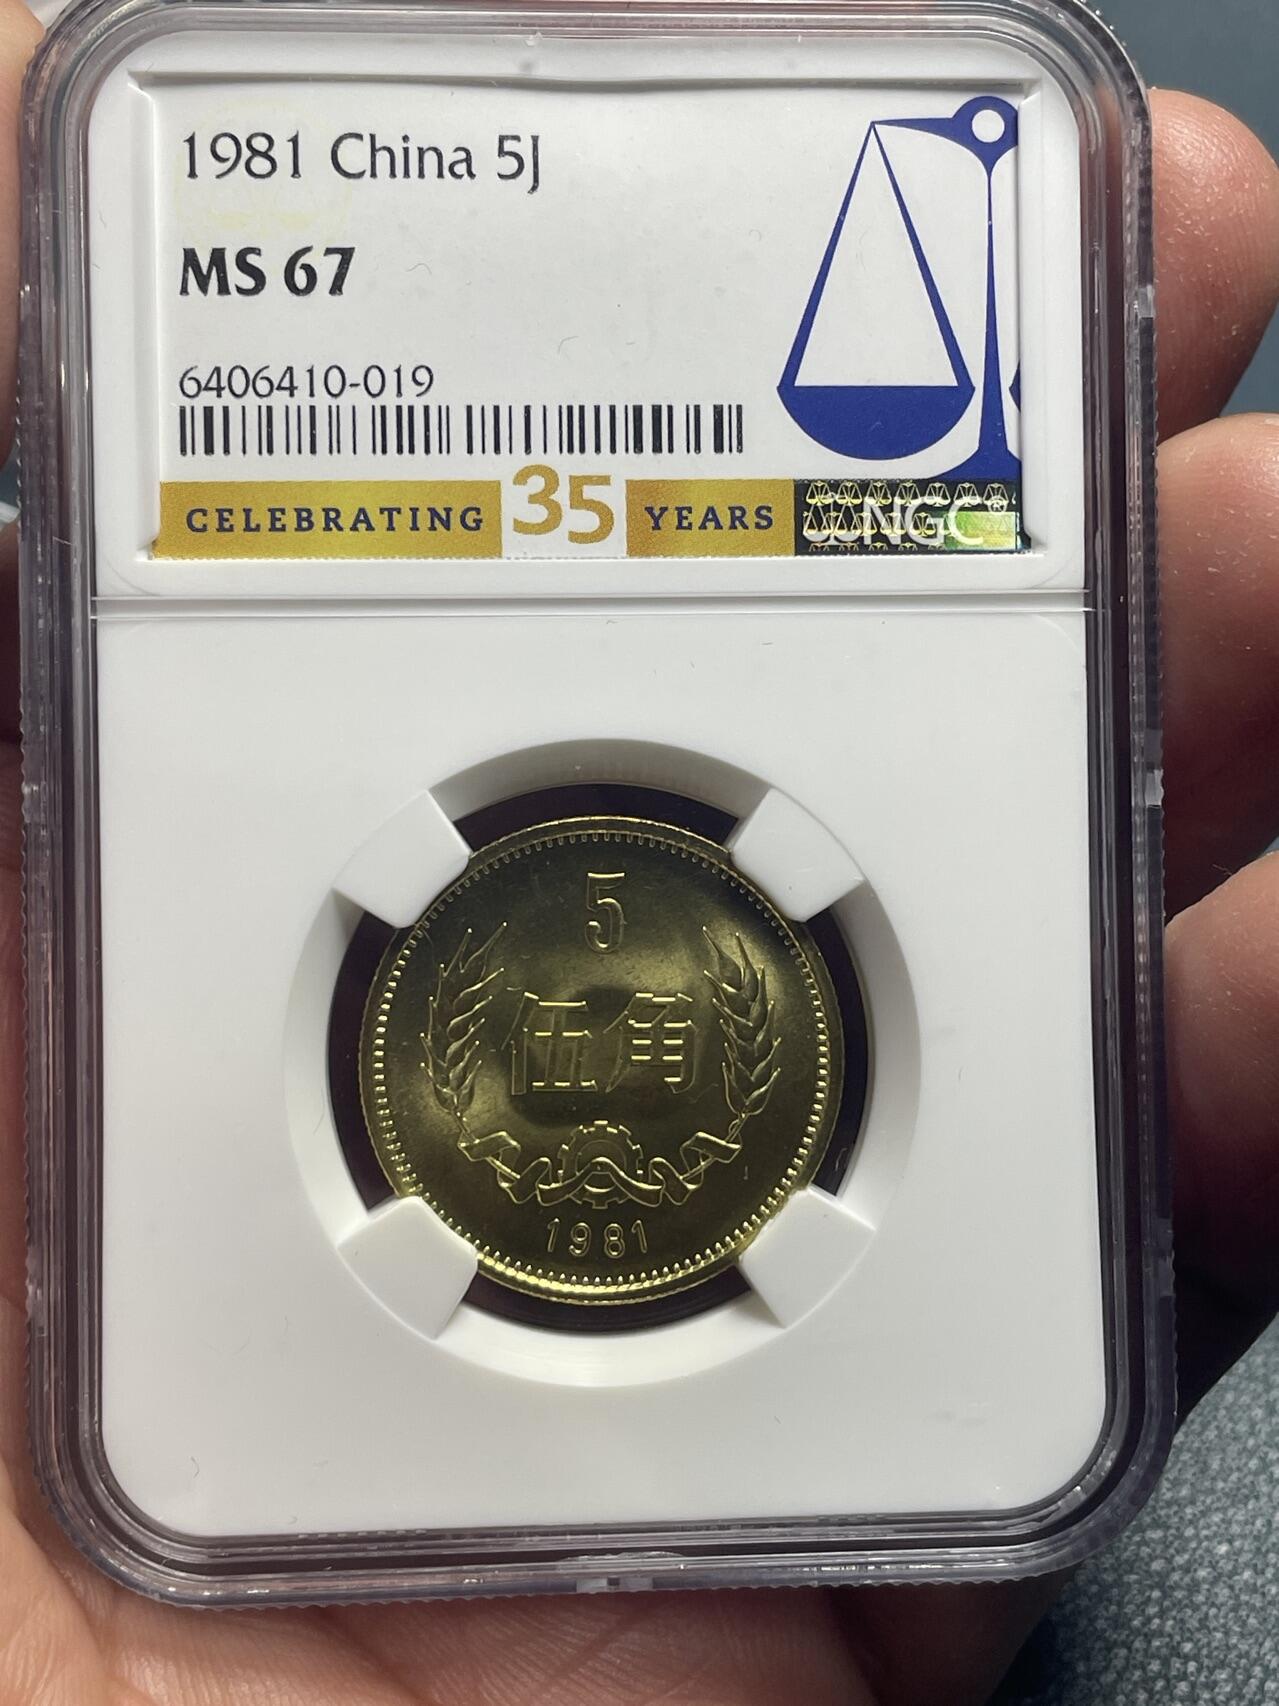 1981 China 5J
MS 67
6406410-019
CELEBRATING 35 YEARS NGC®
5
伍角
1981